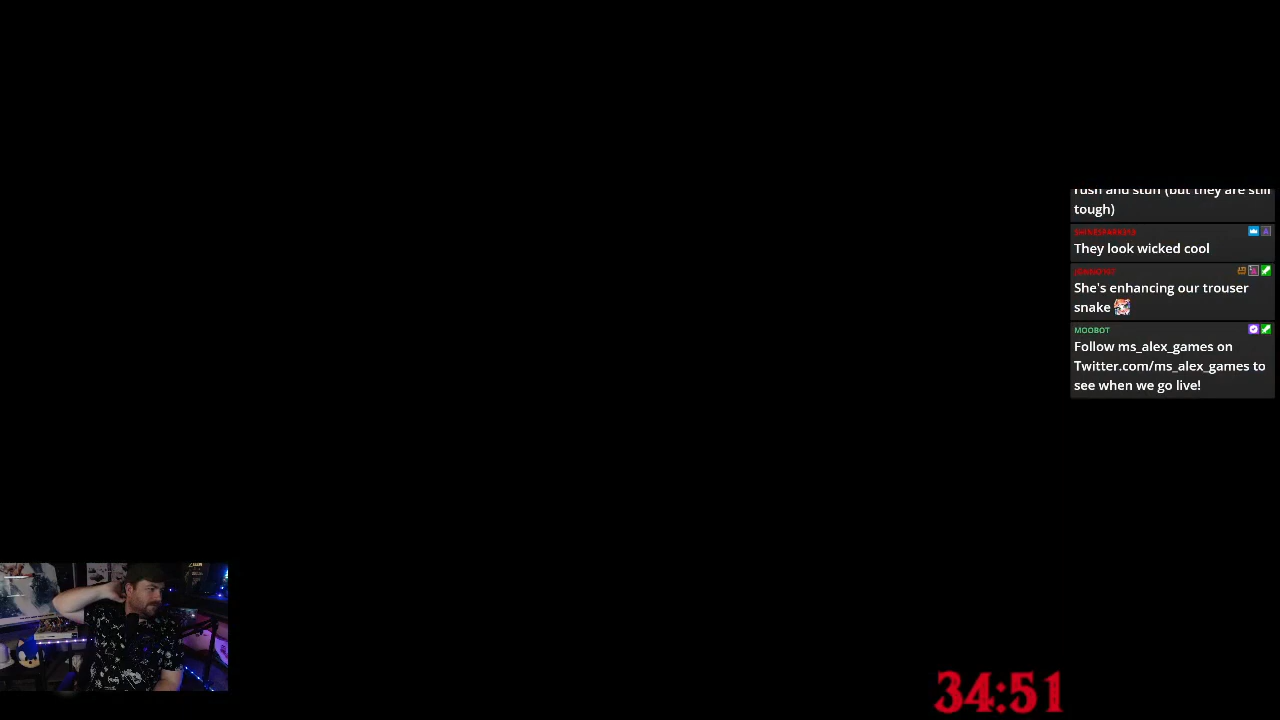 rush and stuff (but they are still
tough)
They look wicked cool
She's enhancing our trouser
snake
MOOBOT
Follow ms_alex_games on
Twitter.com/ms_alex_games to
see when we go live!
34:51